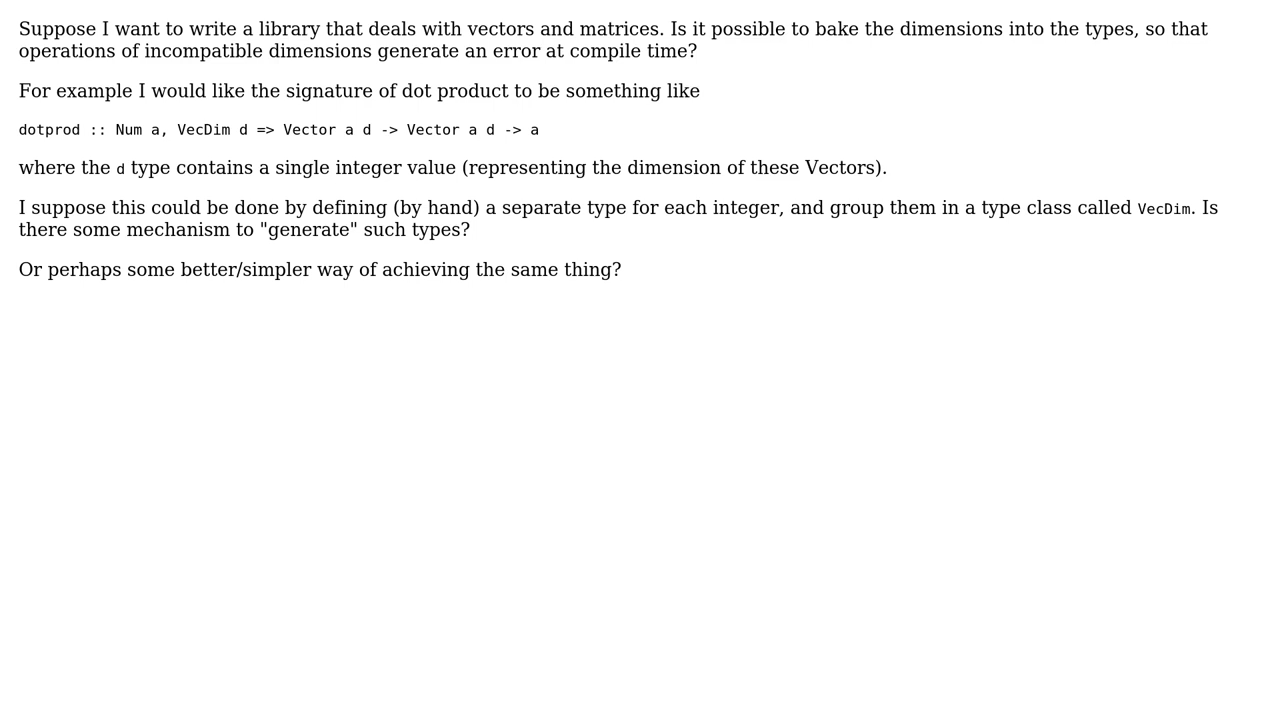 Suppose I want to write a library that deals with vectors and matrices. Is it possible to bake the dimensions into the types, so that
operations of incompatible dimensions generate an error at compile time?
For example I would like the signature of dot product to be something like
dotprod :: Num a, VecDim d => Vector a d -> Vector a d -> a
where the d type contains a single integer value (representing the dimension of these Vectors).
I suppose this could be done by defining (by hand) a separate type for each integer, and group them in a type class called VecDim. Is
there some mechanism to "generate" such types?
Or perhaps some better/simpler way of achieving the same thing?